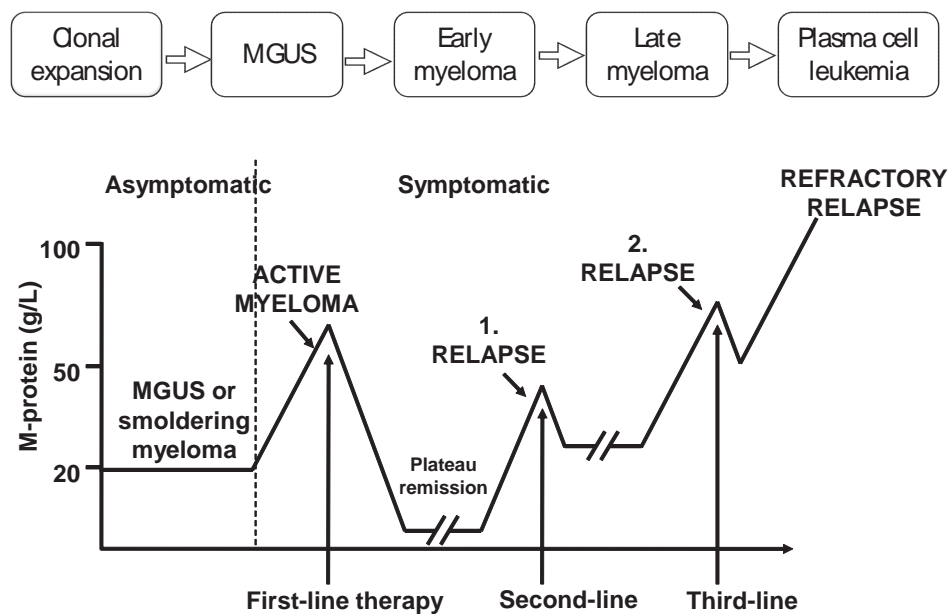 Clonal
expansion
MGUS
Early
myeloma
Late
myeloma
Plasma cell
leukemia
Asymptomatic
Symptomatic
REFRACTORY
RELAPSE
100
50
20
M-protein (g/L)
ACTIVE
MYELOMA
MGUS or
smoldering
myeloma
Plateau
remission
1.
RELAPSE
2.
RELAPSE
First-line therapy
Second-line
Third-line